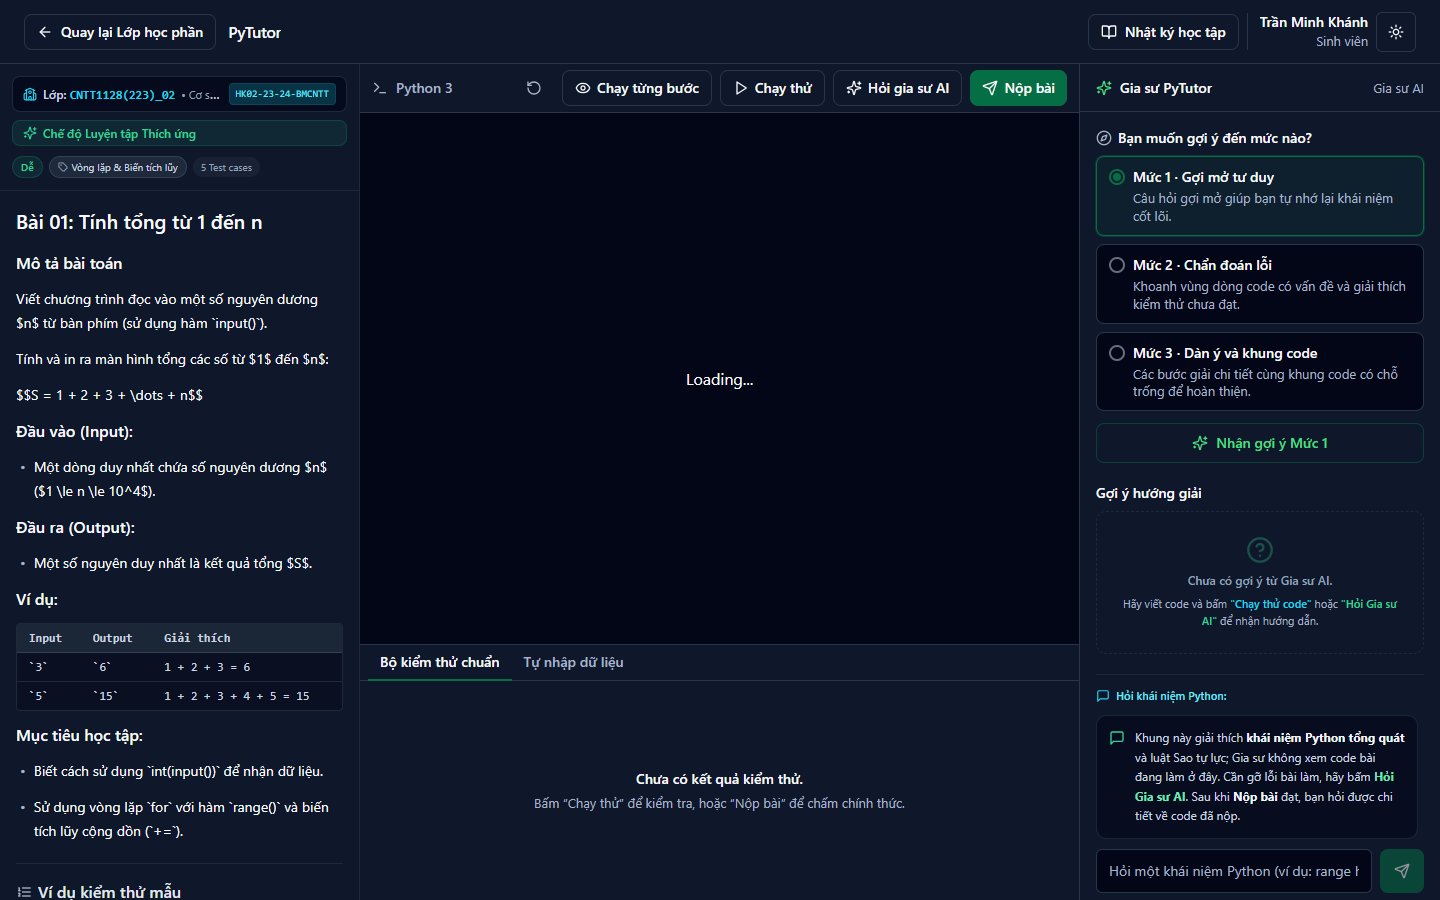 Quay lại Lớp học phần
PyTutor
Nhật ký học tập
Trần Minh Khánh
Sinh viên
Lớp: CNTT1128(223)_02 • Cơ s...
HK02-23-24-BMCNTT
Chế độ Luyện tập Thích ứng
Dễ
Vòng lặp & Biến tích lũy
5 Test cases
Bài 01: Tính tổng từ 1 đến n
Mô tả bài toán
Viết chương trình đọc vào một số nguyên dương
$n$ từ bàn phím (sử dụng hàm `input()`).
Tính và in ra màn hình tổng các số từ $1$ đến $n$:
$$S = 1 + 2 + 3 + \dots + n$$
Đầu vào (Input):
• Một dòng duy nhất chứa số nguyên dương $n$
($1 \le n \le 10^4$).
Đầu ra (Output):
• Một số nguyên duy nhất là kết quả tổng $S$.
Ví dụ:
Input Output Giải thích
`3` `6` 1 + 2 + 3 = 6
`5` `15` 1 + 2 + 3 + 4 + 5 = 15
Mục tiêu học tập:
• Biết cách sử dụng `int(input())` để nhận dữ liệu.
• Sử dụng vòng lặp `for` với hàm `range()` và biến
tích lũy cộng dồn (`+=`).
Ví dụ kiểm thử mẫu
Python 3
Chạy từng bước
Chạy thử
Hỏi gia sư AI
Nộp bài
Loading...
Bộ kiểm thử chuẩn
Tự nhập dữ liệu
Chưa có kết quả kiểm thử.
Bấm “Chạy thử” để kiểm tra, hoặc “Nộp bài” để chấm chính thức.
Gia sư PyTutor
Gia sư AI
Bạn muốn gợi ý đến mức nào?
Mức 1 · Gợi mở tư duy
Câu hỏi gợi mở giúp bạn tự nhớ lại khái niệm
cốt lõi.
Mức 2 · Chẩn đoán lỗi
Khoanh vùng dòng code có vấn đề và giải thích
kiểm thử chưa đạt.
Mức 3 · Dàn ý và khung code
Các bước giải chi tiết cùng khung code có chỗ
trống để hoàn thiện.
Nhận gợi ý Mức 1
Gợi ý hướng giải
Chưa có gợi ý từ Gia sư AI.
Hãy viết code và bấm "Chạy thử code" hoặc "Hỏi Gia sư
AI" để nhận hướng dẫn.
Hỏi khái niệm Python:
Khung này giải thích khái niệm Python tổng quát
và luật Sao tự lực; Gia sư không xem code bài
đang làm ở đây. Cần gỡ lỗi bài làm, hãy bấm Hỏi
Gia sư AI. Sau khi Nộp bài đạt, bạn hỏi được chi
tiết về code đã nộp.
Hỏi một khái niệm Python (ví dụ: range h